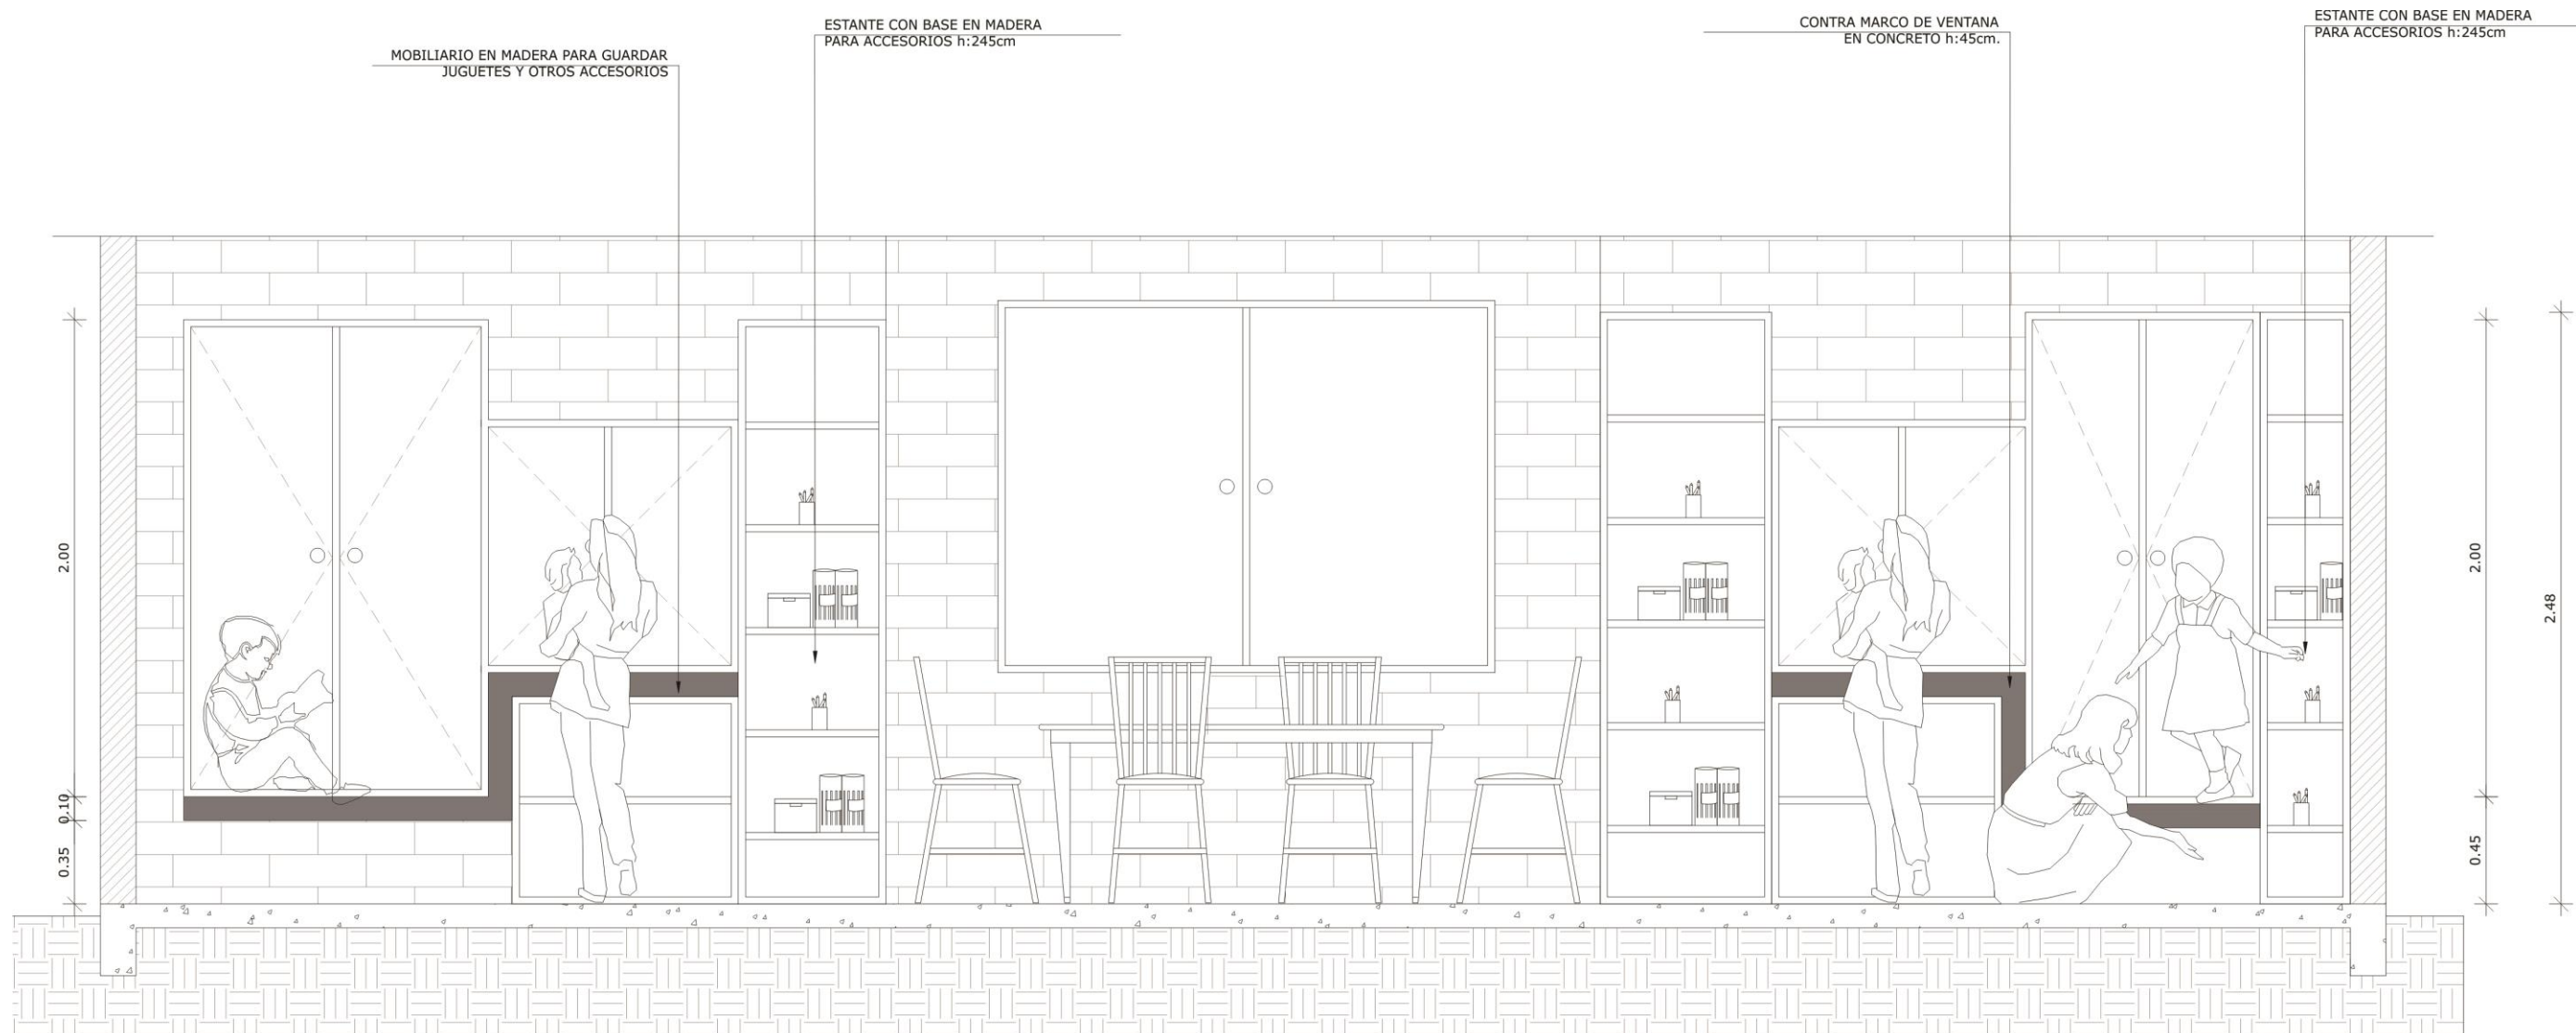 ESTANTE CON BASE EN MADERA
PARA ACCESORIOS h:245cm
MOBILIARIO EN MADERA PARA GUARDAR
JUGUETES Y OTROS ACCESORIOS
CONTRA MARCO DE VENTANA
EN CONCRETO h:45cm.
ESTANTE CON BASE EN MADERA
PARA ACCESORIOS h:245cm
2.00
0.10
0.35
2.00
0.45
2.48